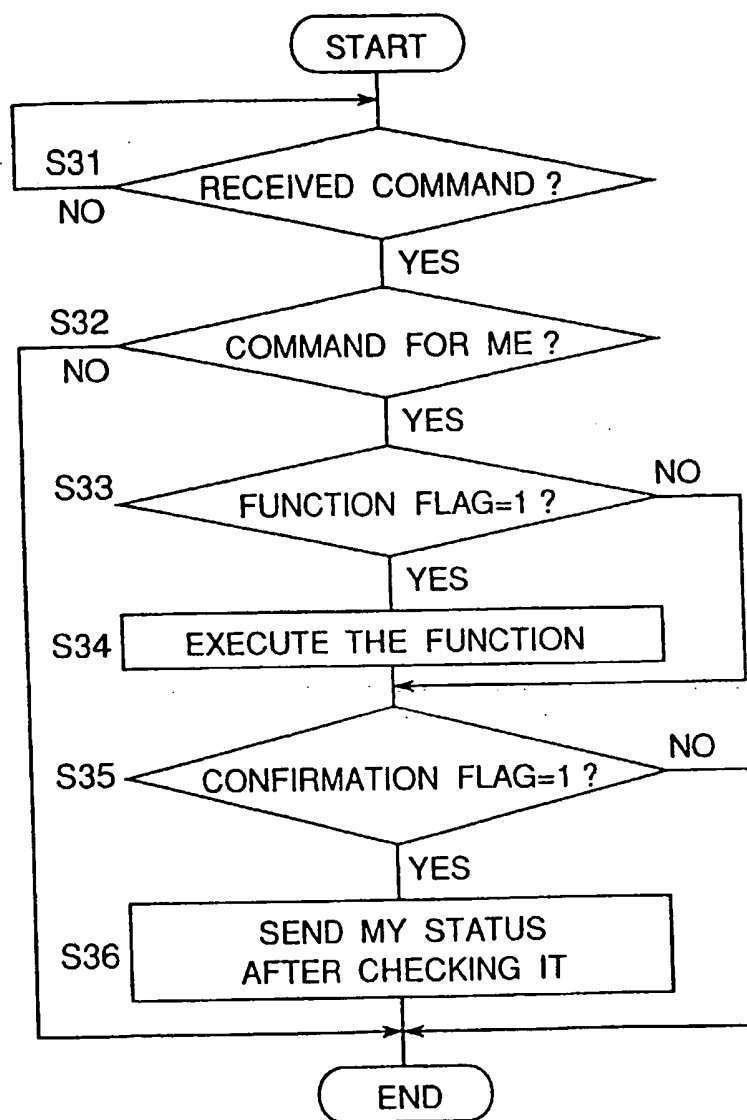 START
S31
NO
RECEIVED COMMAND ?
YES
S32
NO
COMMAND FOR ME ?
YES
S33
FUNCTION FLAG=1 ?
NO
YES
S34
EXECUTE THE FUNCTION
S35
CONFIRMATION FLAG=1 ?
NO
YES
S36
SEND MY STATUS
AFTER CHECKING IT
END